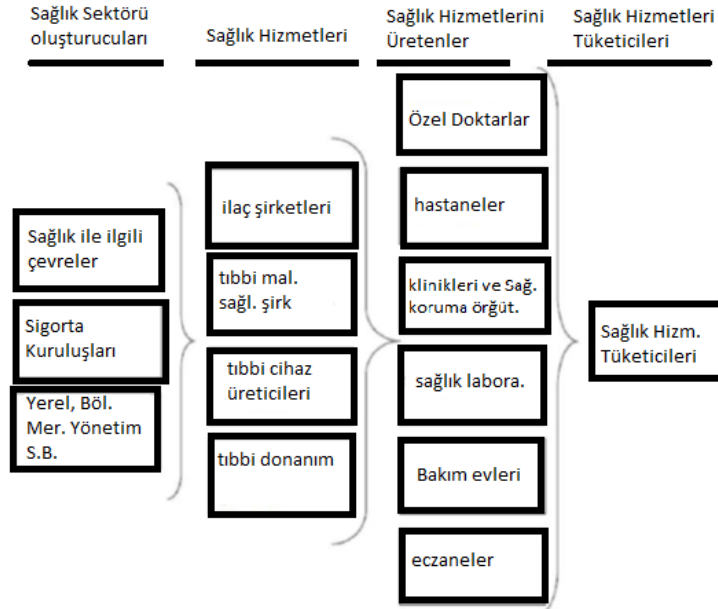 Sağlık Sektörü
oluşturucuları
Sağlık Hizmetleri
Sağlık Hizmetlerini
Üretenler
Sağlık Hizmetleri
Tüketicileri
Sağlık ile ilgili
çevreler
Sigorta
Kuruluşları
Yerel, Böl.
Mer. Yönetim
S.B.
ilaç şirketleri
tıbbi mal.
sağl. şirk
tıbbi cihaz
üreticileri
tıbbi donanım
Özel Doktarlar
hastaneler
klinikleri ve Sağ.
koruma örğüt.
sağlık labora.
Bakım evleri
eczaneler
Sağlık Hizm.
Tüketicileri